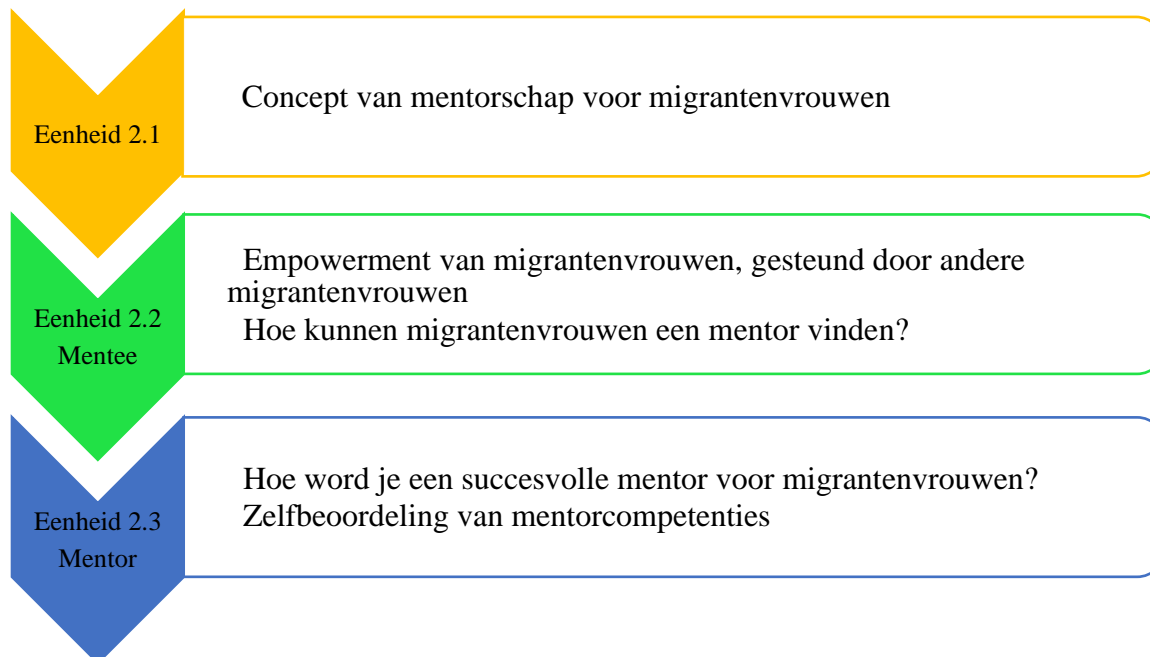 Eenheid 2.1
Concept van mentorschap voor migrantenvrouwen
Eenheid 2.2
Mentee
Empowerment van migrantenvrouwen, gesteund door andere
migrantenvrouwen
Hoe kunnen migrantenvrouwen een mentor vinden?
Eenheid 2.3
Mentor
Hoe word je een succesvolle mentor voor migrantenvrouwen?
Zelfbeoordeling van mentorcompetenties